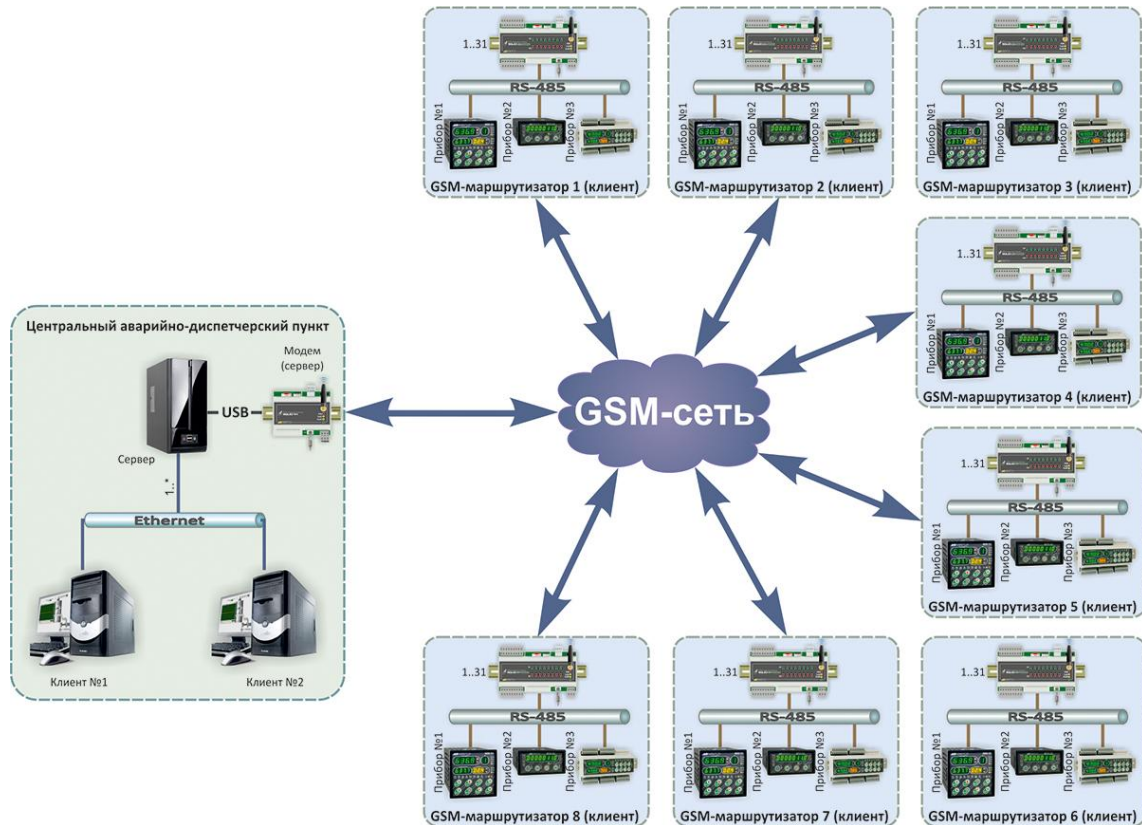 1..31
RS-485
Прибор №1
Прибор №2
Прибор №3
GSM-маршрутизатор 1 (клиент)
1..31
RS-485
Прибор №1
Прибор №2
Прибор №3
GSM-маршрутизатор 2 (клиент)
1..31
RS-485
Прибор №1
Прибор №2
Прибор №3
GSM-маршрутизатор 3 (клиент)
1..31
RS-485
Прибор №1
Прибор №2
Прибор №3
GSM-маршрутизатор 4 (клиент)
Центральный аварийно-диспетчерский пункт
Модем
(сервер)
USB
Сервер
1..*
Ethernet
Клиент №1
Клиент №2
GSM-сеть
1..31
RS-485
Прибор №1
Прибор №2
Прибор №3
GSM-маршрутизатор 5 (клиент)
1..31
RS-485
Прибор №1
Прибор №2
Прибор №3
GSM-маршрутизатор 8 (клиент)
1..31
RS-485
Прибор №1
Прибор №2
Прибор №3
GSM-маршрутизатор 7 (клиент)
1..31
RS-485
Прибор №1
Прибор №2
Прибор №3
GSM-маршрутизатор 6 (клиент)